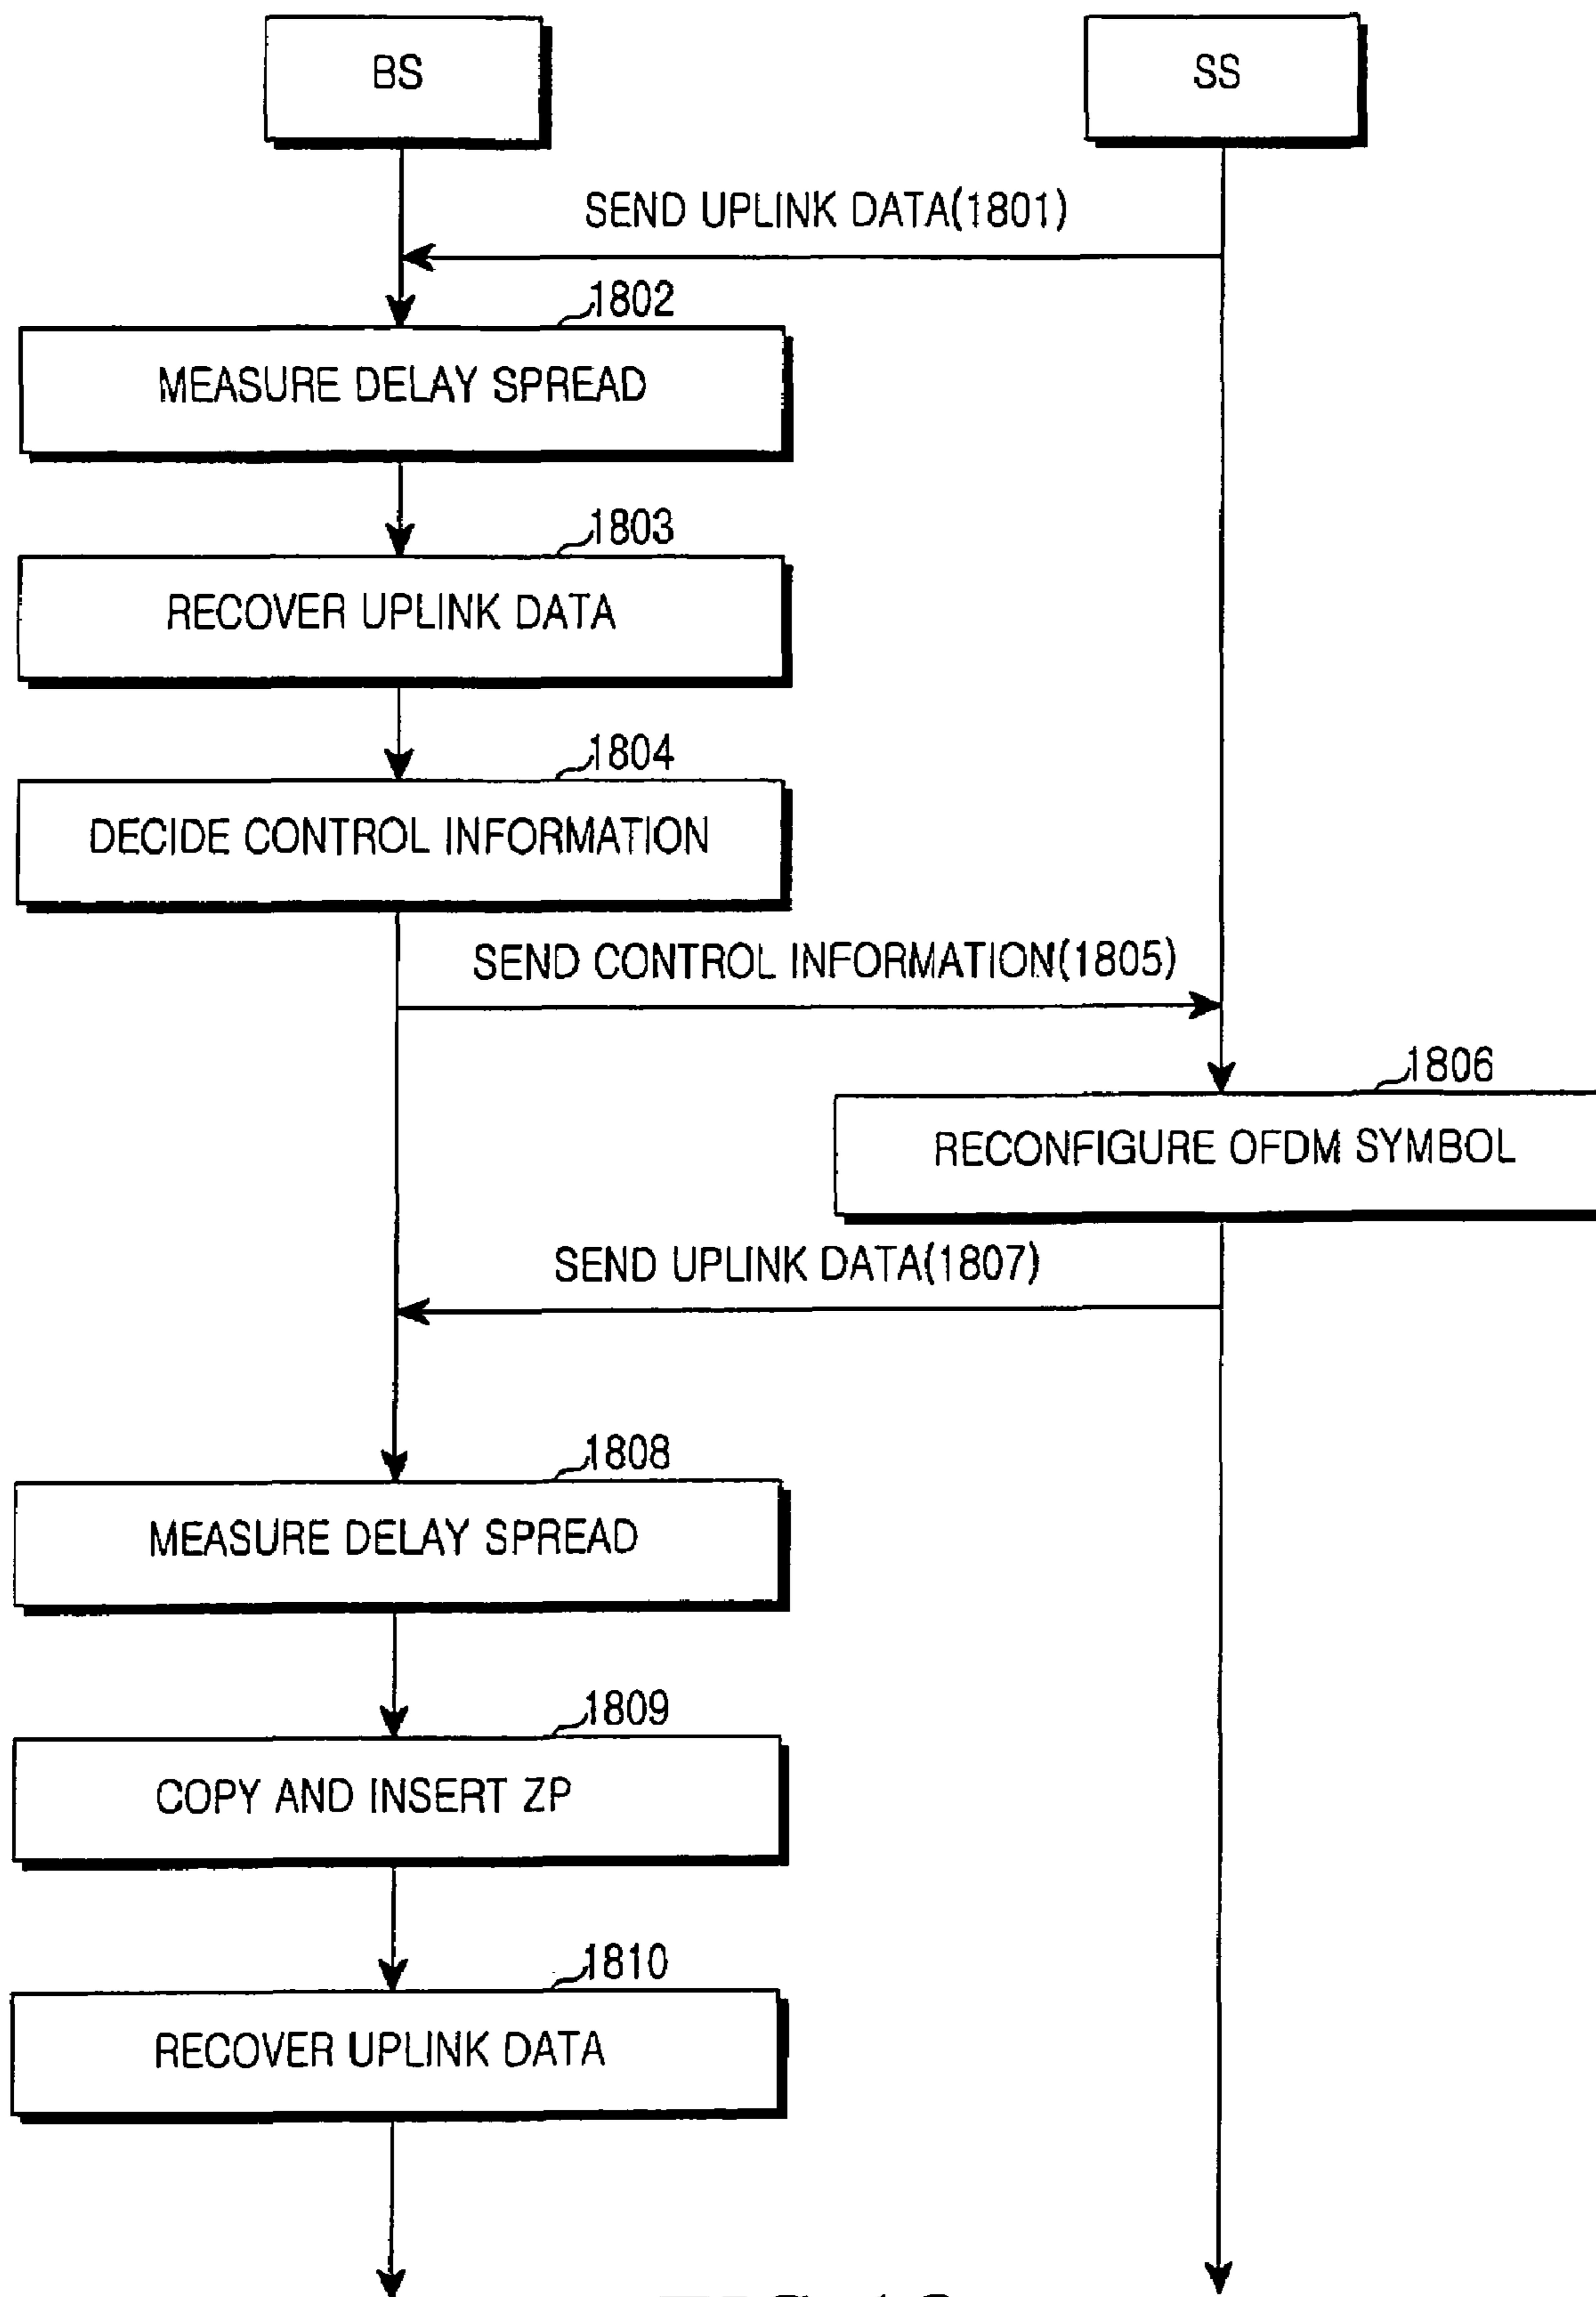 BS
SS
SEND UPLINK DATA(1801)
1802
MEASURE DELAY SPREAD
1803
RECOVER UPLINK DATA
1804
DECIDE CONTROL INFORMATION
SEND CONTROL INFORMATION(1805)
1806
RECONFIGURE OFDM SYMBOL
SEND UPLINK DATA(1807)
1808
MEASURE DELAY SPREAD
1809
COPY AND INSERT ZP
1810
RECOVER UPLINK DATA